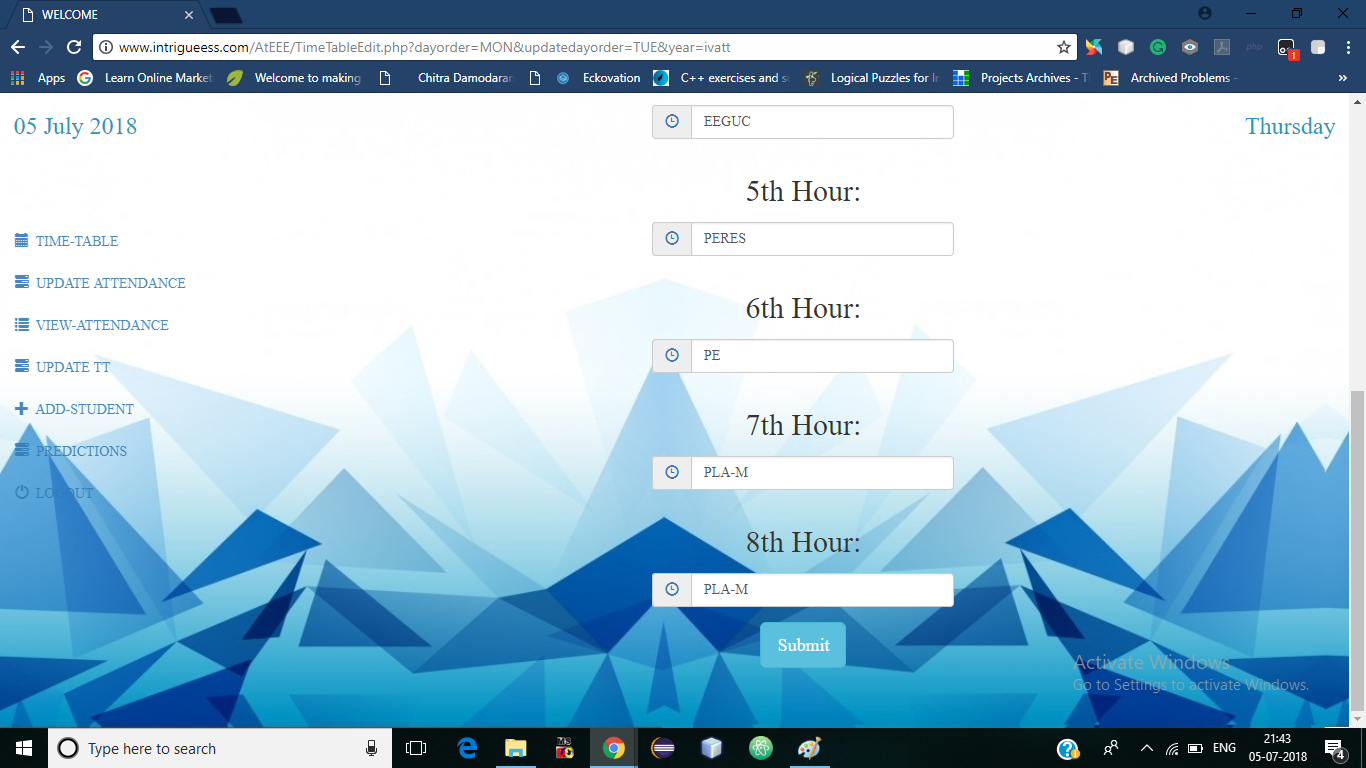 WELCOME
www.intrigueess.com/AtEEE/TimeTableEdit.php?dayorder=MON&updatedayorder=TUE&year=ivatt
php
1
Apps Learn Online Market Welcome to making Chitra Damodaran Eckovation C++ exercises and so Logical Puzzles for In Projects Archives - T PE Archived Problems - »
05 July 2018
EEGUC
Thursday
5th Hour:
PERES
6th Hour:
PE
7th Hour:
PLA-M
8th Hour:
PLA-M
Submit
TIME-TABLE
UPDATE ATTENDANCE
VIEW-ATTENDANCE
UPDATE TT
ADD-STUDENT
PREDICTIONS
LOGOUT
Activate Windows
Go to Settings to activate Windows.
Type here to search
ENG
21:43
05-07-2018
4